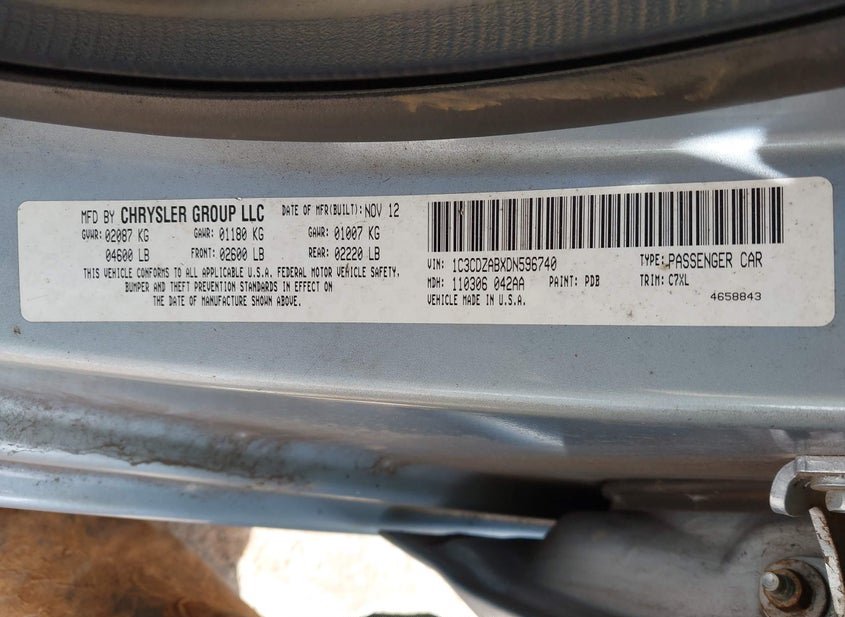 MFD BY CHRYSLER GROUP LLC DATE OF MFR(BUILT): NOV 12
GVWR: 02087 KG GAWR: 01180 KG GAWR: 01007 KG
04600 LB FRONT: 02600 LB REAR: 02220 LB
THIS VEHICLE CONFORMS TO ALL APPLICABLE U.S.A. FEDERAL MOTOR VEHICLE SAFETY,
BUMPER AND THEFT PREVENTION STANDARDS IN EFFECT ON
THE DATE OF MANUFACTURE SHOWN ABOVE.
VIN: 1C3CDZABXDN596740 TYPE: PASSENGER CAR
MDH: 110306 042AA PAINT: PDB TRIM: C7XL
VEHICLE MADE IN U.S.A. 4658843